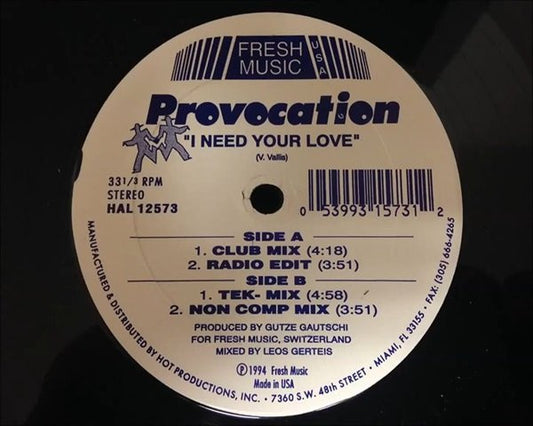 FRESH
MUSIC
USA
Provocation
"I NEED YOUR LOVE"
(V. Vallis)
33 1/3 RPM
STEREO
HAL 12573
0 53993 15731 2
SIDE A
1. CLUB MIX (4:18)
2. RADIO EDIT (3:51)
SIDE B
1. TEK- MIX (4:58)
2. NON COMP MIX (3:51)
PRODUCED BY GUTZE GAUTSCHI
FOR FRESH MUSIC, SWITZERLAND
MIXED BY LEOS GERTEIS
℗ 1994 Fresh Music
Made in USA
MANUFACTURED & DISTRIBUTED BY HOT PRODUCTIONS, INC. • 7360 S.W. 48th STREET • MIAMI, FL 33155 • FAX: (305) 666-4265